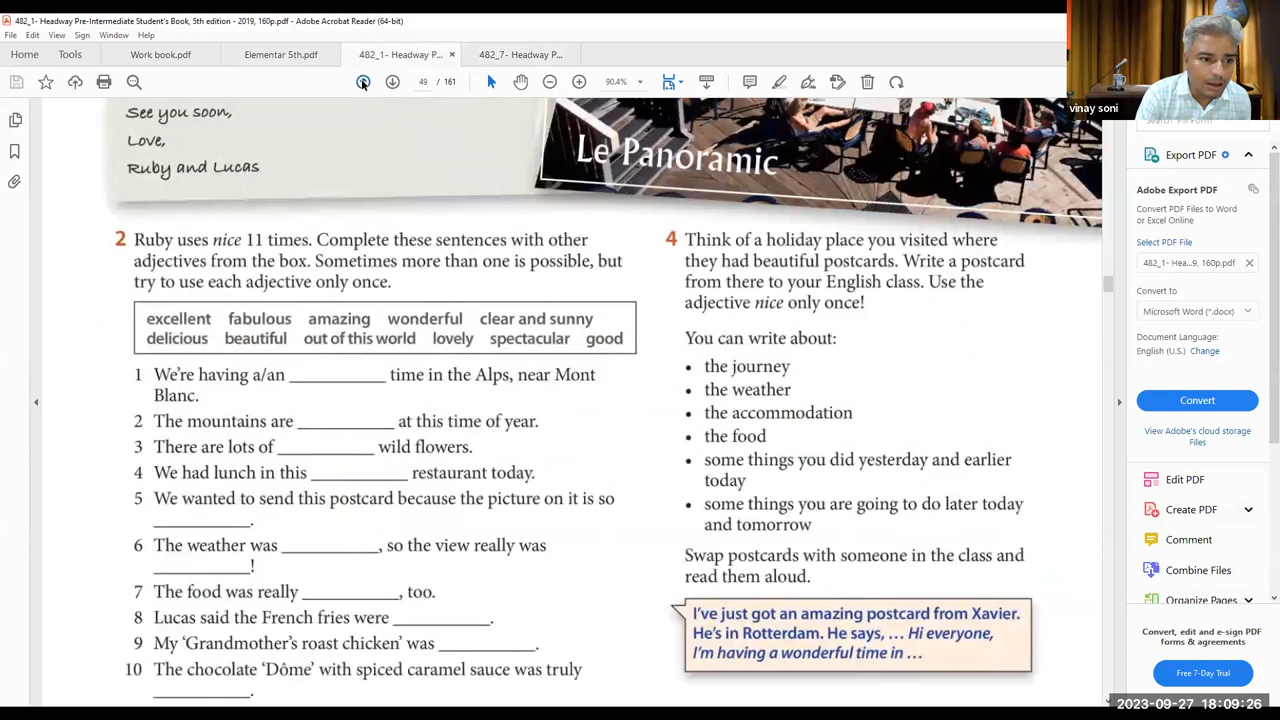 482_1- Headway Pre-Intermediate Student's Book, 5th edition - 2019, 160p.pdf - Adobe Acrobat Reader (64-bit)
File Edit View Sign Window Help
Home Tools Work book.pdf Elementar 5th.pdf 482_1- Headway P... × 482_7- Headway P...
49 / 161 90.4%
vinay soni
See you soon,
Love,
Ruby and Lucas
Le Panoramic
2 Ruby uses nice 11 times. Complete these sentences with other
adjectives from the box. Sometimes more than one is possible, but
try to use each adjective only once.
excellent fabulous amazing wonderful clear and sunny
delicious beautiful out of this world lovely spectacular good
1 We're having a/an __________ time in the Alps, near Mont
Blanc.
2 The mountains are __________ at this time of year.
3 There are lots of __________ wild flowers.
4 We had lunch in this __________ restaurant today.
5 We wanted to send this postcard because the picture on it is so
__________.
6 The weather was __________, so the view really was
__________!
7 The food was really __________, too.
8 Lucas said the French fries were __________.
9 My 'Grandmother's roast chicken' was __________.
10 The chocolate 'Dôme' with spiced caramel sauce was truly
__________.
4 Think of a holiday place you visited where
they had beautiful postcards. Write a postcard
from there to your English class. Use the
adjective nice only once!
You can write about:
• the journey
• the weather
• the accommodation
• the food
• some things you did yesterday and earlier
today
• some things you are going to do later today
and tomorrow
Swap postcards with someone in the class and
read them aloud.
I've just got an amazing postcard from Xavier.
He's in Rotterdam. He says, … Hi everyone,
I'm having a wonderful time in …
Export PDF
Adobe Export PDF
Convert PDF Files to Word
or Excel Online
Select PDF File
482_1- Hea...9, 160p.pdf ×
Convert to
Microsoft Word (*.docx)
Document Language:
English (U.S.) Change
Convert
View Adobe's cloud storage
Files
Edit PDF
Create PDF
Comment
Combine Files
Organize Pages
Convert, edit and e-sign PDF
forms & agreements
Free 7-Day Trial
2023-09-27 18:09:26